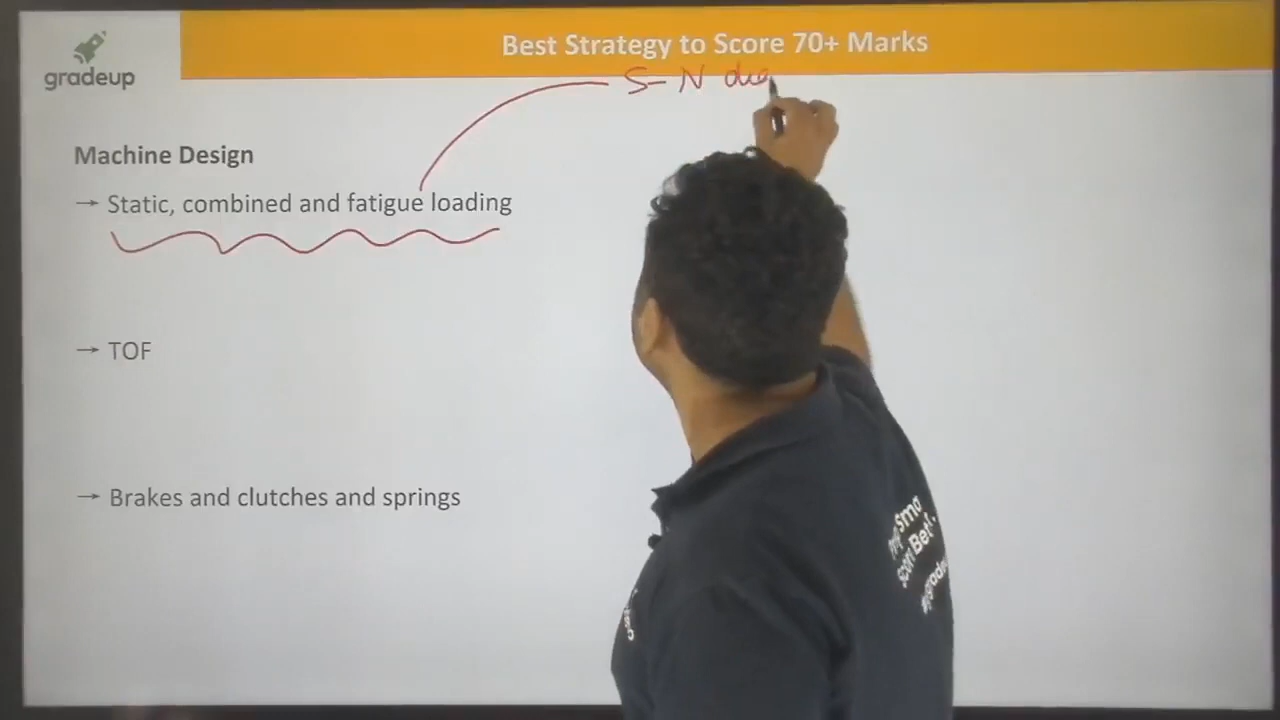 Best Strategy to Score 70+ Marks
gradeup
S-N
Machine Design
→ Static, combined and fatigue loading
→ TOF
→ Brakes and clutches and springs